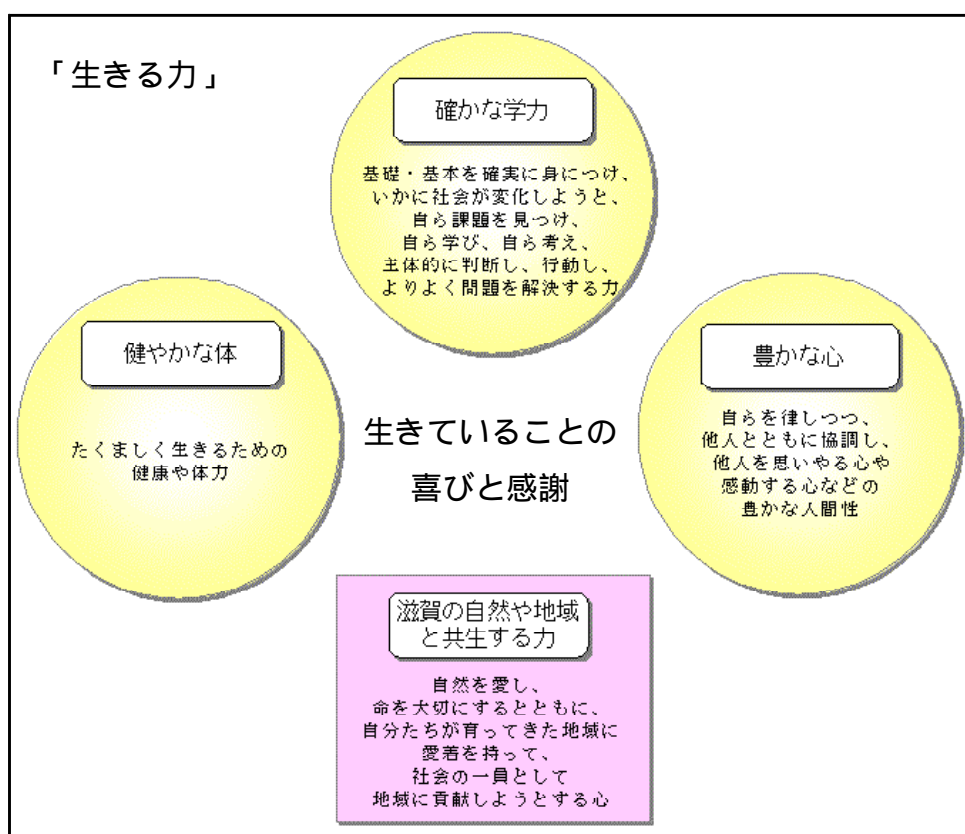 「生きる力」
確かな学力
基礎・基本を確実に身につけ、
いかに社会が変化しようと、
自ら課題を見つけ、
自ら学び、自ら考え、
主体的に判断し、行動し、
よりよく問題を解決する力
健やかな体
たくましく生きるための
健康や体力
豊かな心
自らを律しつつ、
他人とともに協調し、
他人を思いやる心や
感動する心などの
豊かな人間性
生きていることの
喜びと感謝
滋賀の自然や地域
と共生する力
自然を愛し、
命を大切にするとともに、
自分たちが育ってきた地域に
愛着を持って、
社会の一員として
地域に貢献しようとする心